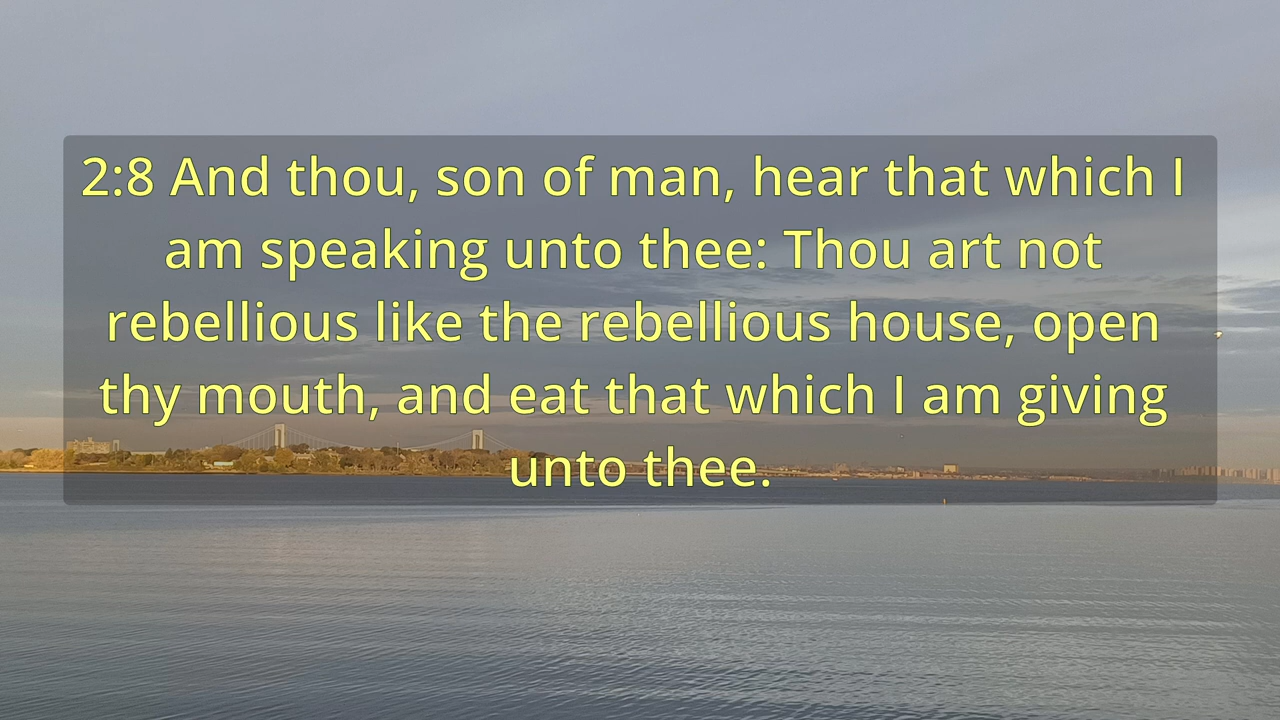 2:8 And thou, son of man, hear that which I
am speaking unto thee: Thou art not
rebellious like the rebellious house, open
thy mouth, and eat that which I am giving
unto thee.